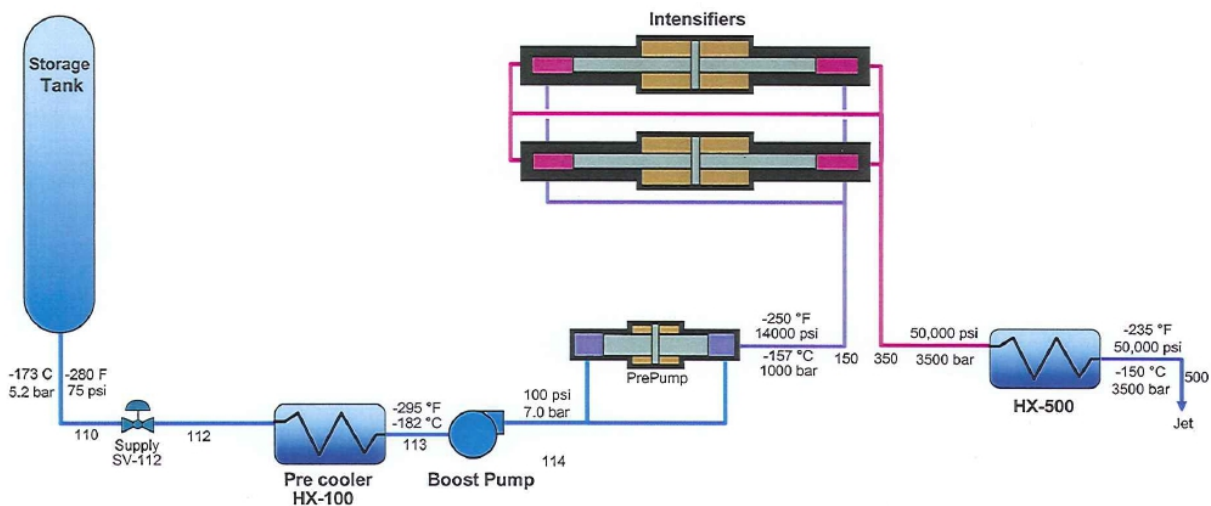 Intensifiers
Storage
Tank
-250 °F
14000 psi
-157 °C
1000 bar
150
350
50,000 psi
3500 bar
-235 °F
50,000 psi
-150 °C
3500 bar
500
Jet
HX-500
PrePump
-173 C
5.2 bar
-280 F
75 psi
100 psi
7.0 bar
-295 °F
-182 °C
110
112
113
114
Supply
SV-112
Pre cooler
HX-100
Boost Pump